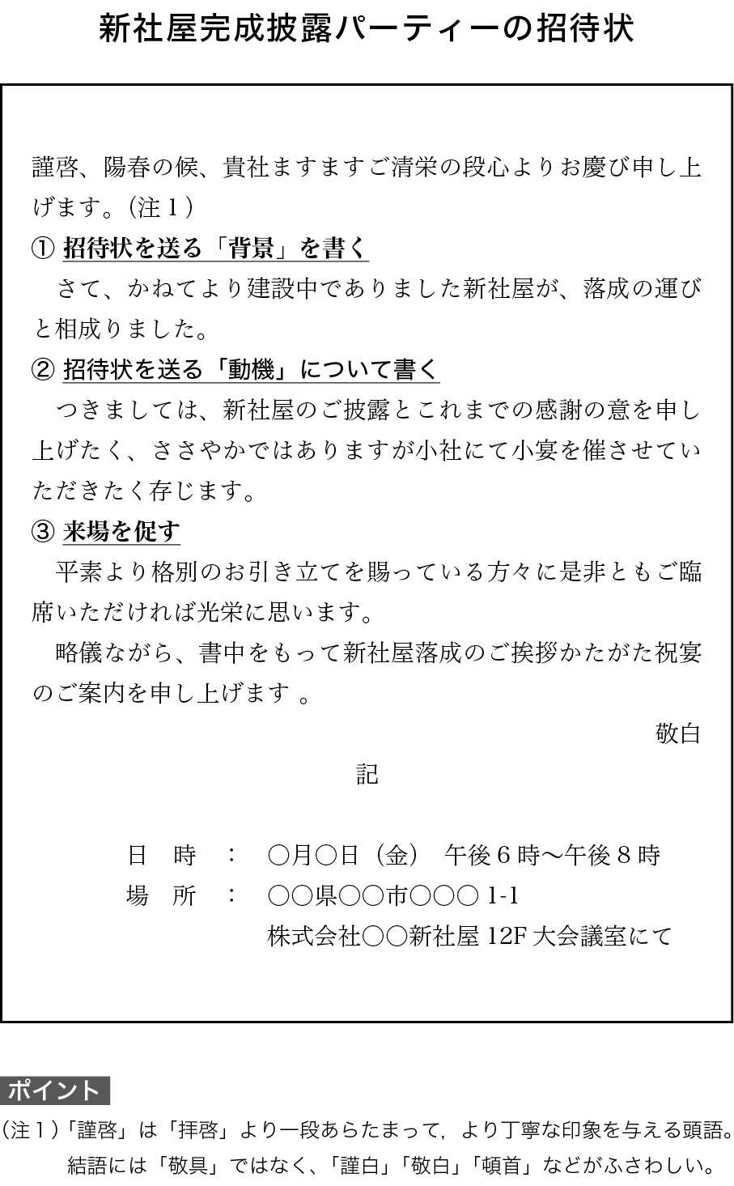 新社屋完成披露パーティーの招待状
謹啓、陽春の候、貴社ますますご清栄の段心よりお慶び申し上
げます。（注１）
① 招待状を送る「背景」を書く
　さて、かねてより建設中でありました新社屋が、落成の運び
と相成りました。
② 招待状を送る「動機」について書く
　つきましては、新社屋のご披露とこれまでの感謝の意を申し
上げたく、ささやかではありますが小社にて小宴を催させてい
ただきたく存じます。
③ 来場を促す
　平素より格別のお引き立てを賜っている方々に是非ともご臨
席いただければ光栄に思います。
　略儀ながら、書中をもって新社屋落成のご挨拶かたがた祝宴
のご案内を申し上げます 。
敬白
記
日　時　：　○月○日（金）　午後６時〜午後８時
場　所　：　○○県○○市○○○ 1-1
株式会社○○新社屋 12F 大会議室にて
ポイント
（注１）「謹啓」は「拝啓」より一段あらたまって，より丁寧な印象を与える頭語。
結語には「敬具」ではなく、「謹白」「敬白」「頓首」などがふさわしい。